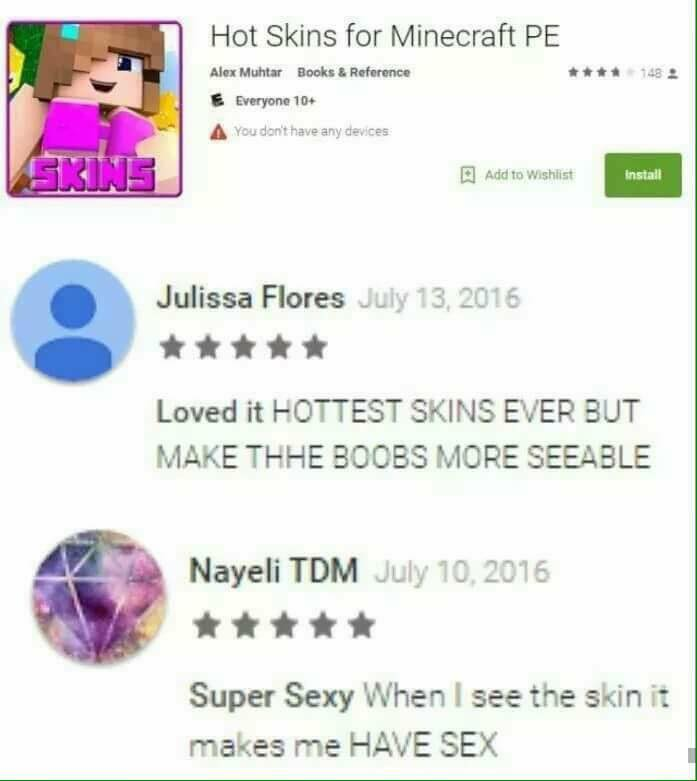 Hot Skins for Minecraft PE
Alex Muhtar Books & Reference 148
E Everyone 10+
You don't have any devices
Add to Wishlist Install
SKINS
Julissa Flores July 13, 2016
Loved it HOTTEST SKINS EVER BUT
MAKE THHE BOOBS MORE SEEABLE
Nayeli TDM July 10, 2016
Super Sexy When I see the skin it
makes me HAVE SEX